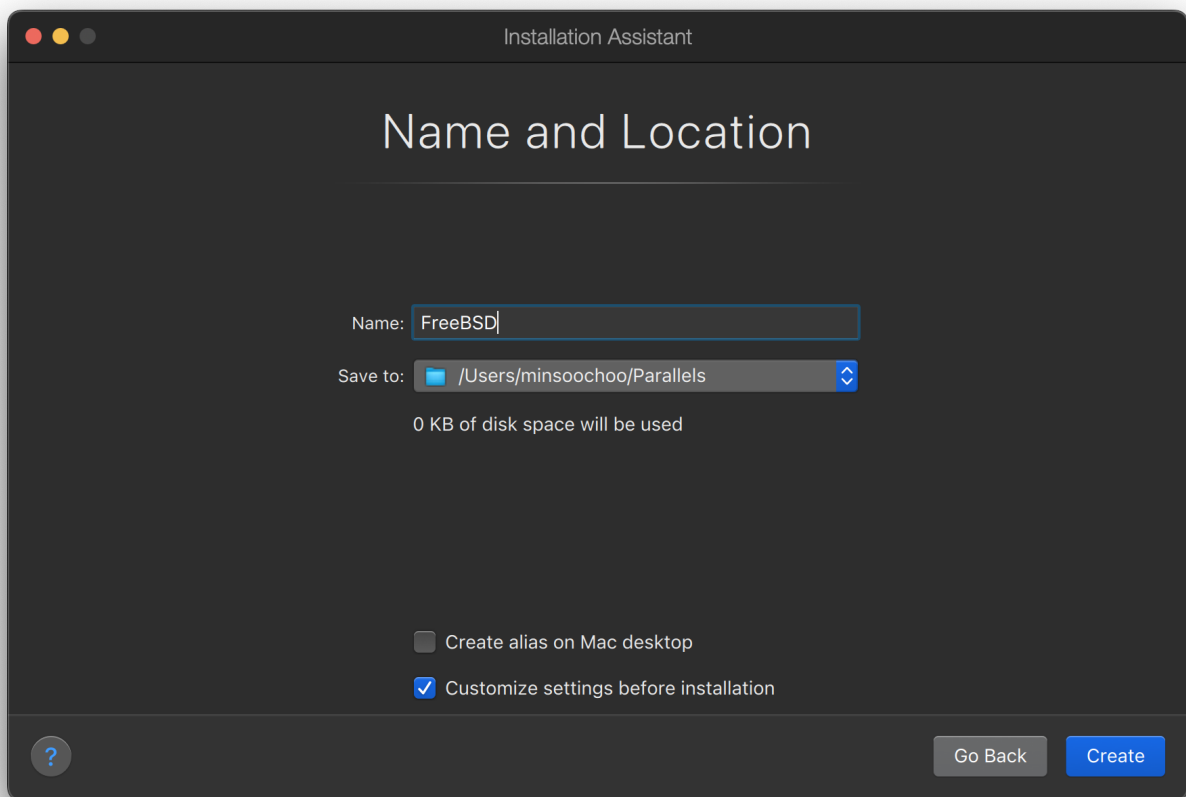 Installation Assistant
Name and Location
Name: FreeBSD
Save to: /Users/minsoochoo/Parallels
0 KB of disk space will be used
Create alias on Mac desktop
Customize settings before installation
? Go Back Create